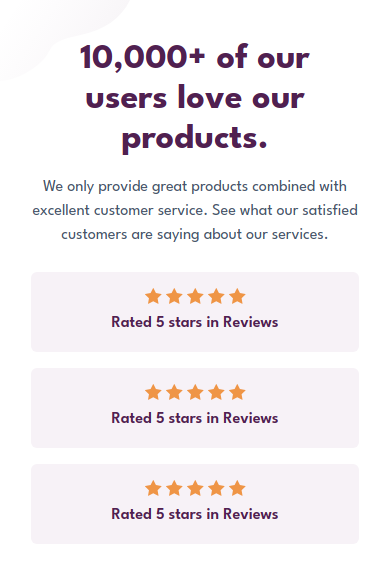 10,000+ of our
users love our
products.
We only provide great products combined with
excellent customer service. See what our satisfied
customers are saying about our services.
Rated 5 stars in Reviews
Rated 5 stars in Reviews
Rated 5 stars in Reviews